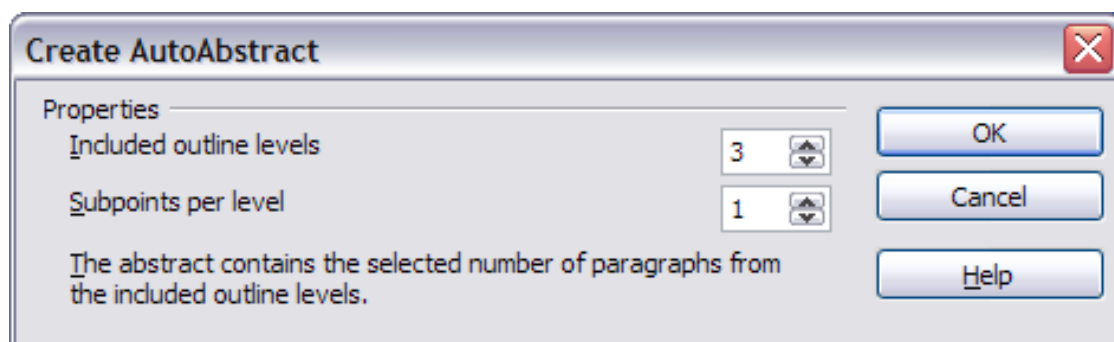 Create AutoAbstract
Properties
Included outline levels
3
OK
Subpoints per level
1
Cancel
The abstract contains the selected number of paragraphs from
the included outline levels.
Help